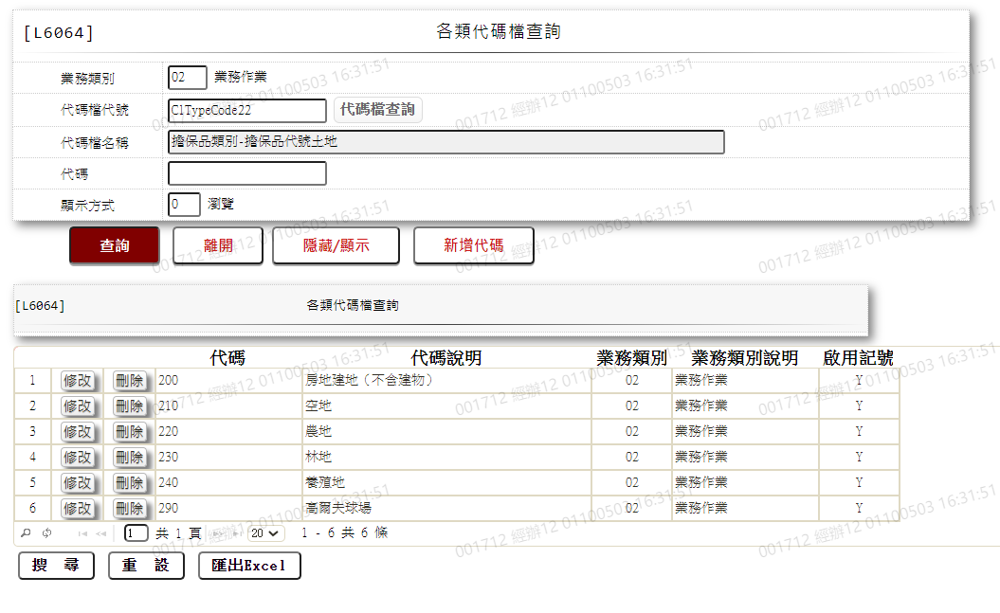 [L6064] 各類代碼檔查詢
業務類別 02 業務作業
代碼檔代號 ClTypeCode22 代碼檔查詢
代碼檔名稱 擔保品類別-擔保品代號土地
代碼
顯示方式 0 瀏覽
查詢 離開 隱藏/顯示 新增代碼
[L6064] 各類代碼檔查詢
代碼 代碼說明 業務類別 業務類別說明 啟用記號
1 修改 刪除 200 房地建地（不含建物） 02 業務作業 Y
2 修改 刪除 210 空地 02 業務作業 Y
3 修改 刪除 220 農地 02 業務作業 Y
4 修改 刪除 230 林地 02 業務作業 Y
5 修改 刪除 240 養殖地 02 業務作業 Y
6 修改 刪除 290 高爾夫球場 02 業務作業 Y
1 共 1 頁 20 1 - 6 共 6 條
搜 尋 重 設 匯出Excel
001712 經辦12 01100503 16:31:51